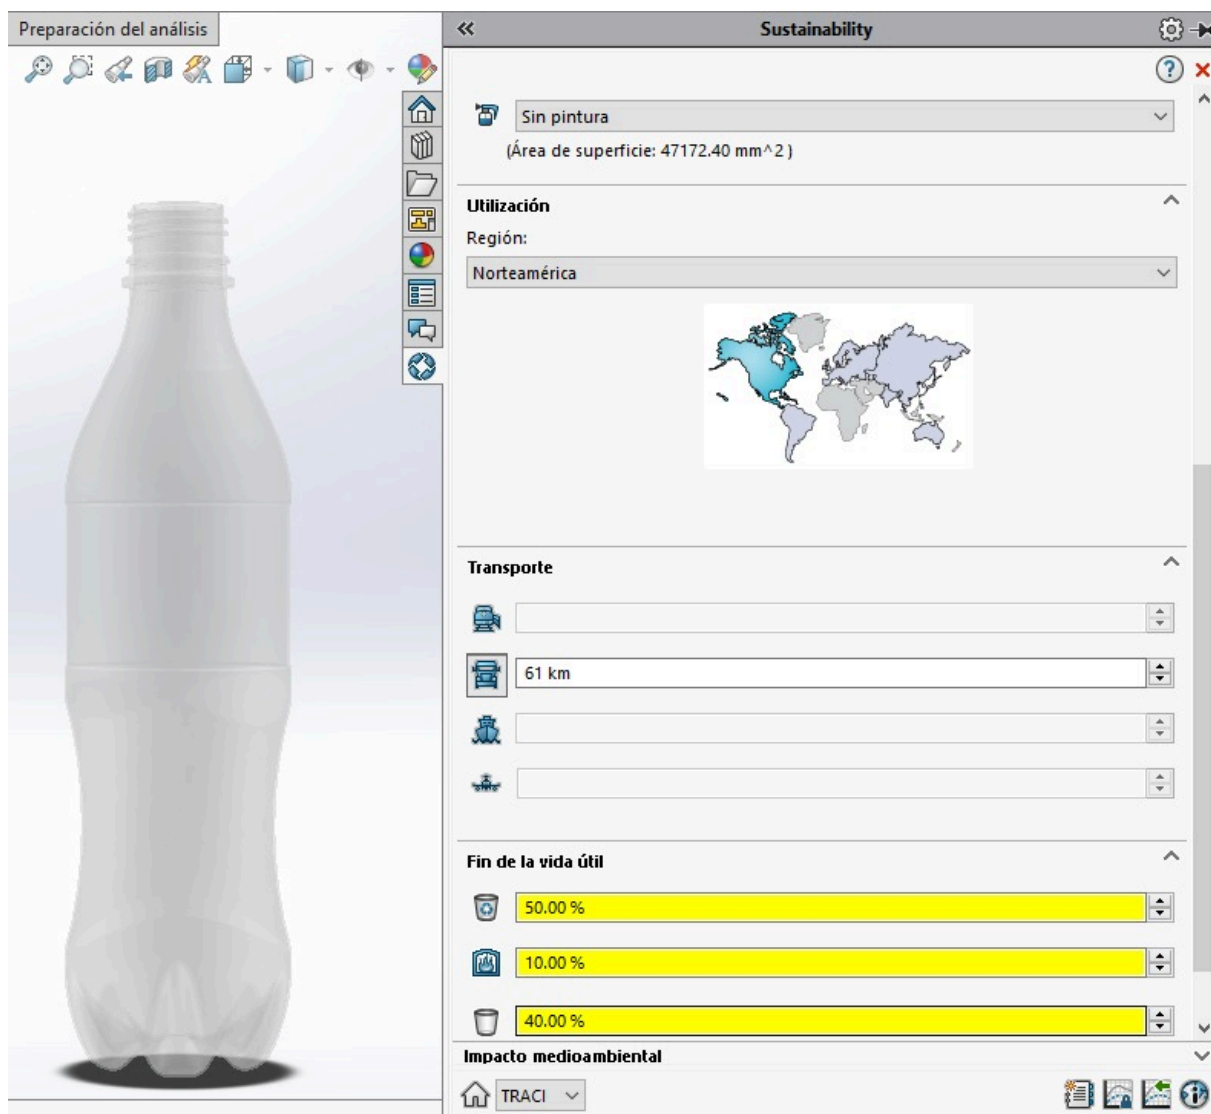 Preparación del análisis
Sustainability
Sin pintura
(Área de superficie: 47172.40 mm^2 )
Utilización
Región:
Norteamérica
Transporte
61 km
Fin de la vida útil
50.00 %
10.00 %
40.00 %
Impacto medioambiental
TRACI